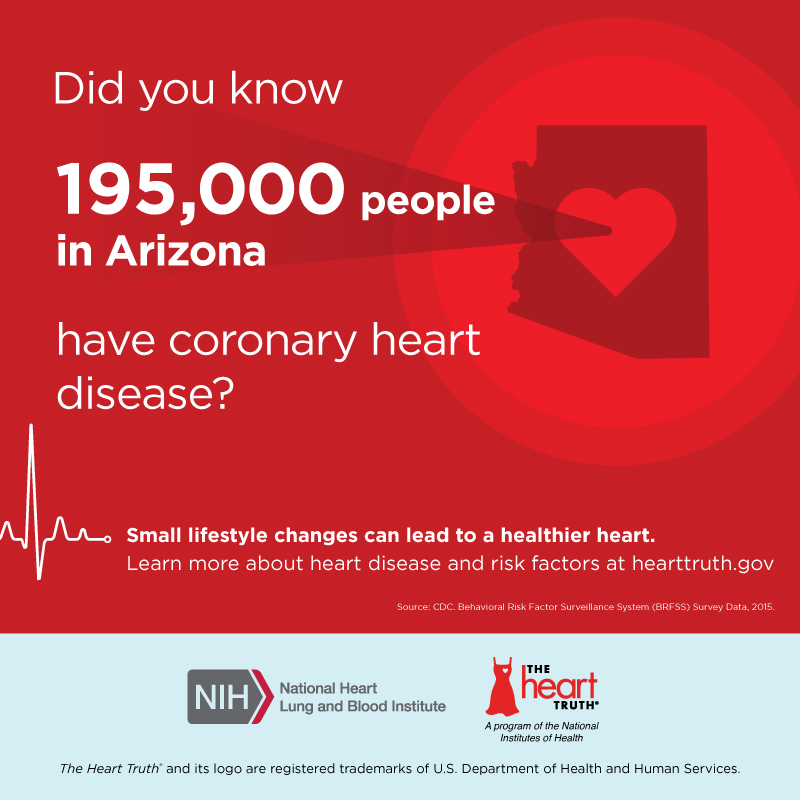 Did you know
195,000 people
in Arizona
have coronary heart
disease?
Small lifestyle changes can lead to a healthier heart.
Learn more about heart disease and risk factors at hearttruth.gov
Source: CDC. Behavioral Risk Factor Surveillance System (BRFSS) Survey Data, 2015.
NIH
National Heart
Lung and Blood Institute
THE
heart
TRUTH®
A program of the National
Institutes of Health
The Heart Truth® and its logo are registered trademarks of U.S. Department of Health and Human Services.